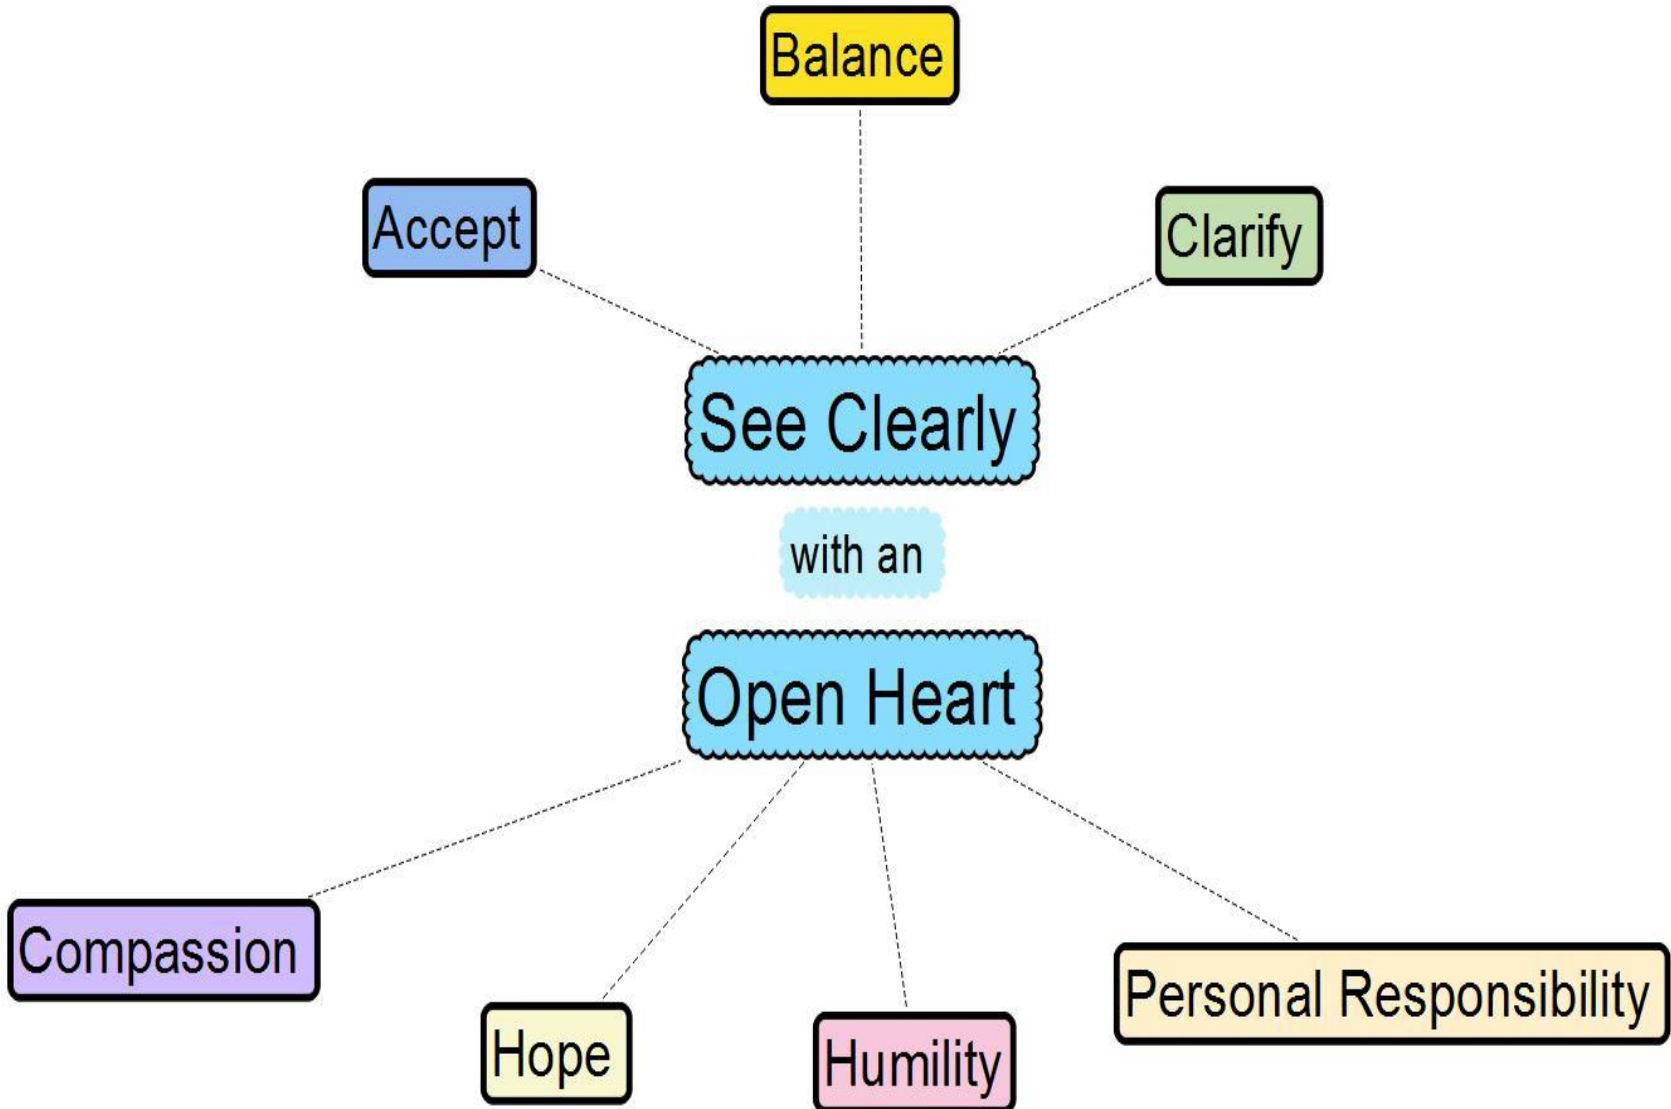 Balance
Accept
Clarify
See Clearly
with an
Open Heart
Compassion
Personal Responsibility
Hope
Humility